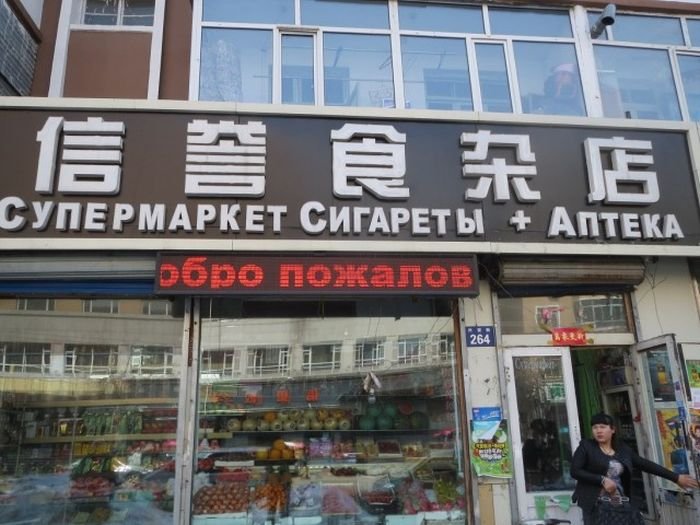 信誉食杂店
СУПЕРМАРКЕТ СИГАРЕТЫ + АПТЕКА
обро пожалов
264